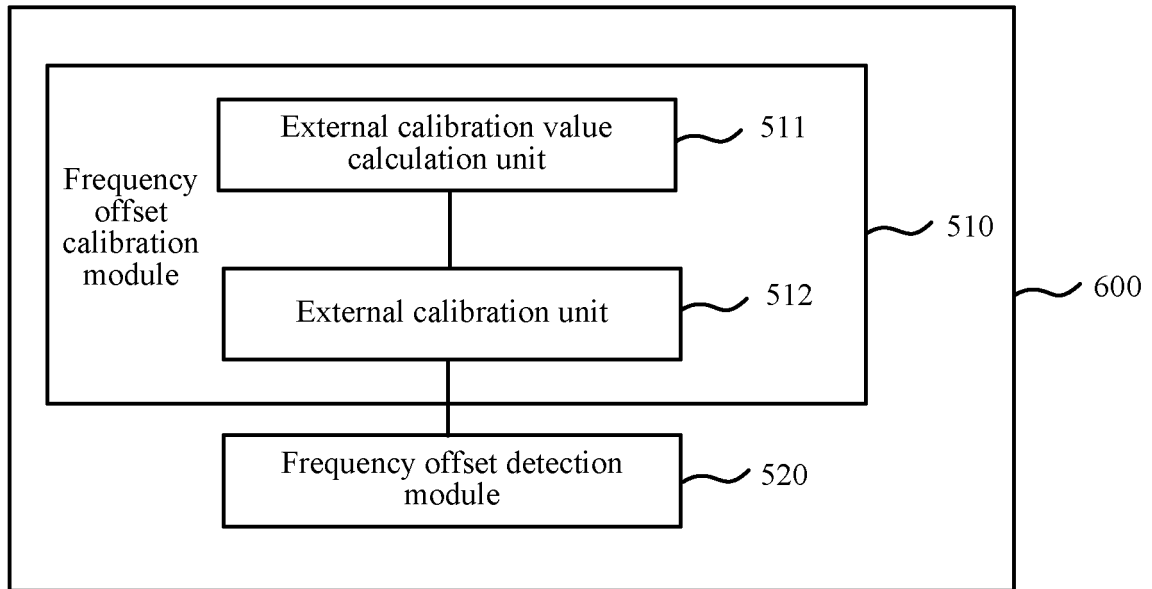 External calibration value
calculation unit
511
Frequency
offset
calibration
module
510
External calibration unit
512
600
Frequency offset detection
module
520